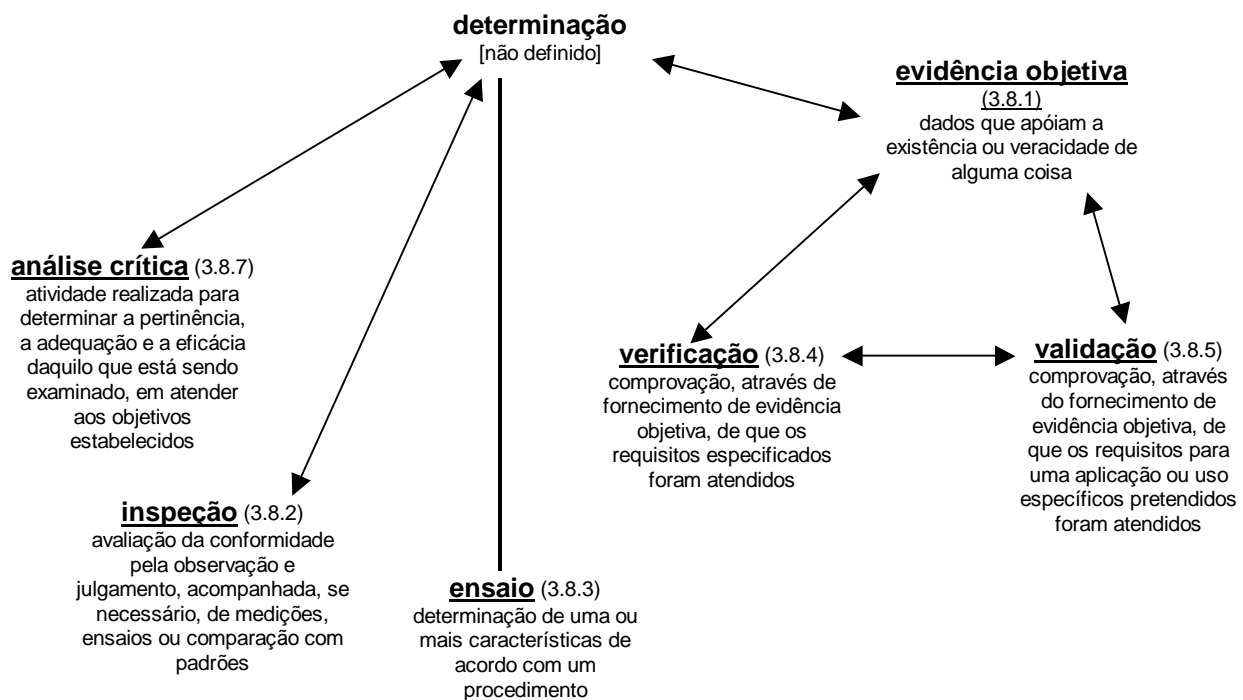 determinação
[não definido]
evidência objetiva
(3.8.1)
dados que apóiam a
existência ou veracidade de
alguma coisa
análise crítica (3.8.7)
atividade realizada para
determinar a pertinência,
a adequação e a eficácia
daquilo que está sendo
examinado, em atender
aos objetivos
estabelecidos
verificação (3.8.4)
comprovação, através de
fornecimento de evidência
objetiva, de que os
requisitos especificados
foram atendidos
validação (3.8.5)
comprovação, através
do fornecimento de
evidência objetiva, de
que os requisitos para
uma aplicação ou uso
específicos pretendidos
foram atendidos
inspeção (3.8.2)
avaliação da conformidade
pela observação e
julgamento, acompanhada, se
necessário, de medições,
ensaios ou comparação com
padrões
ensaio (3.8.3)
determinação de uma ou
mais características de
acordo com um
procedimento